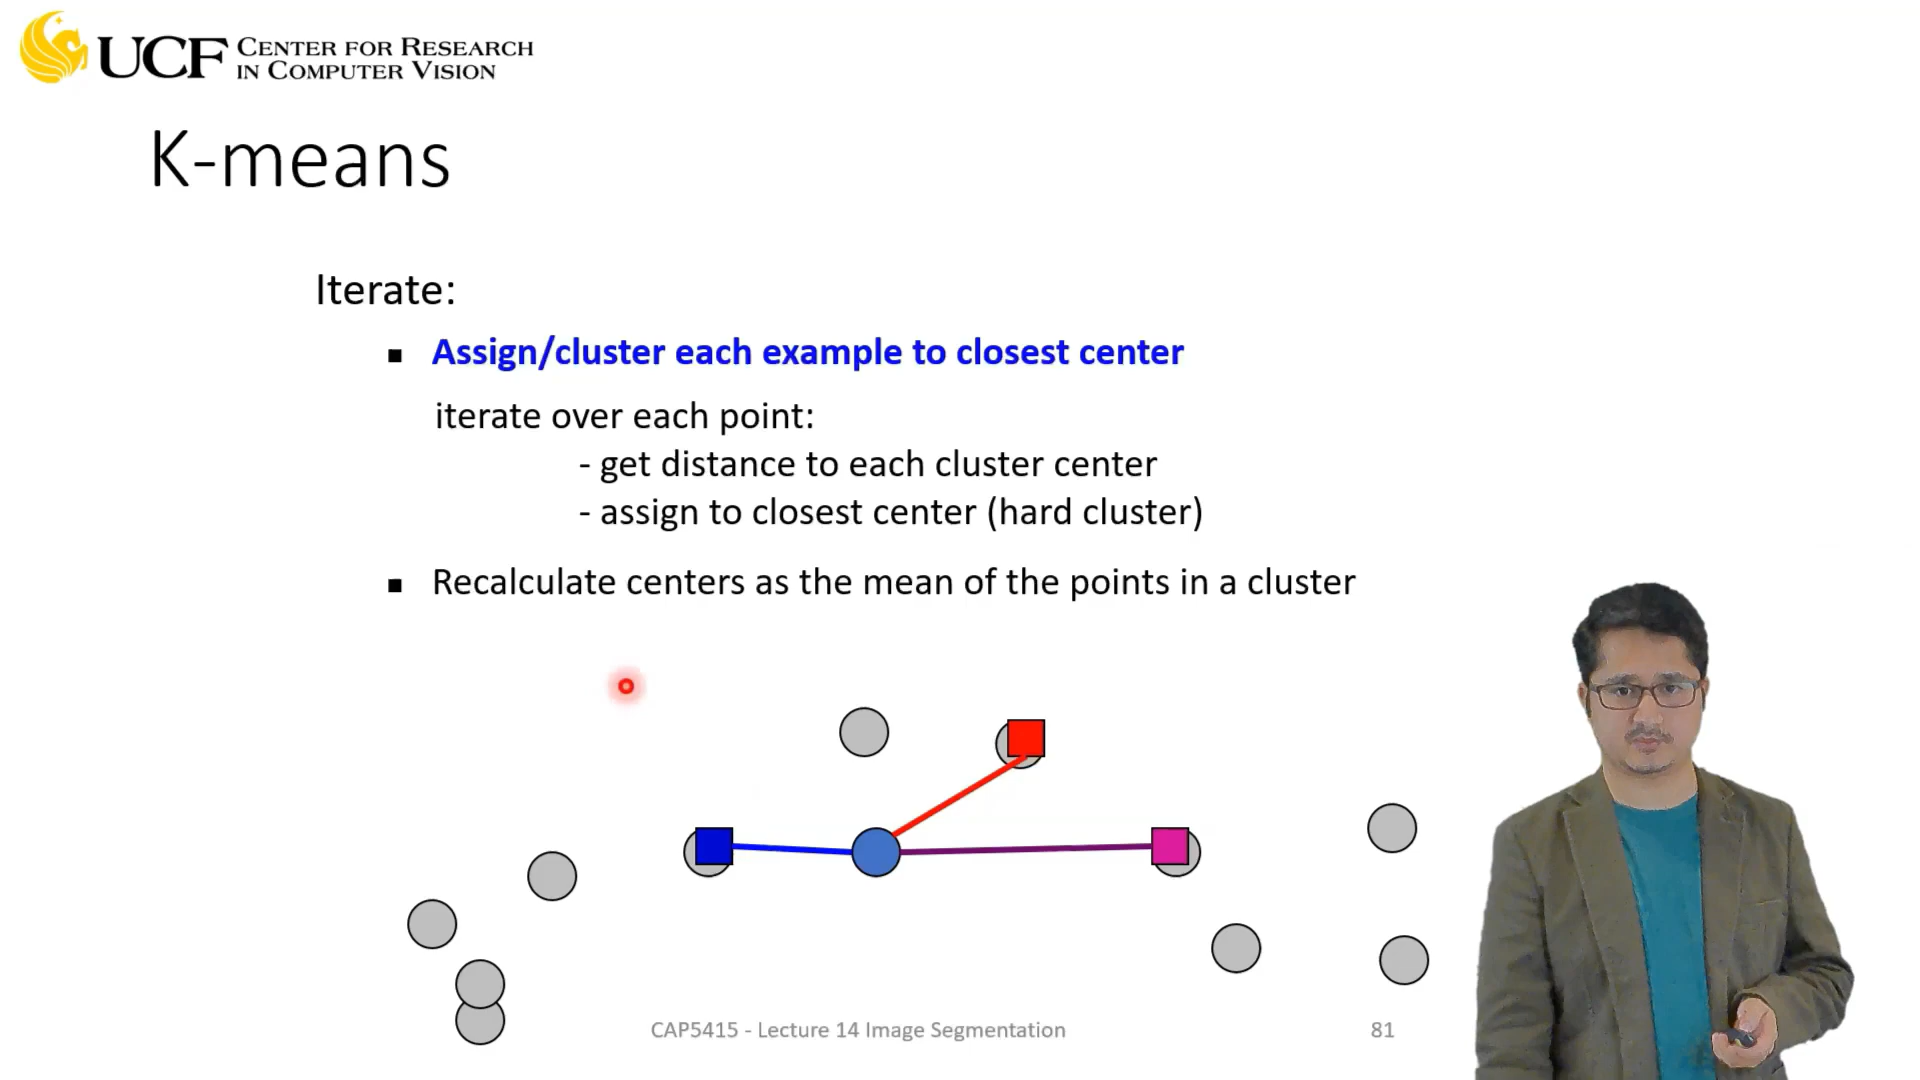 UCF CENTER FOR RESEARCH
IN COMPUTER VISION
K-means
Iterate:
▪ Assign/cluster each example to closest center
iterate over each point:
- get distance to each cluster center
- assign to closest center (hard cluster)
▪ Recalculate centers as the mean of the points in a cluster
CAP5415 - Lecture 14 Image Segmentation
81